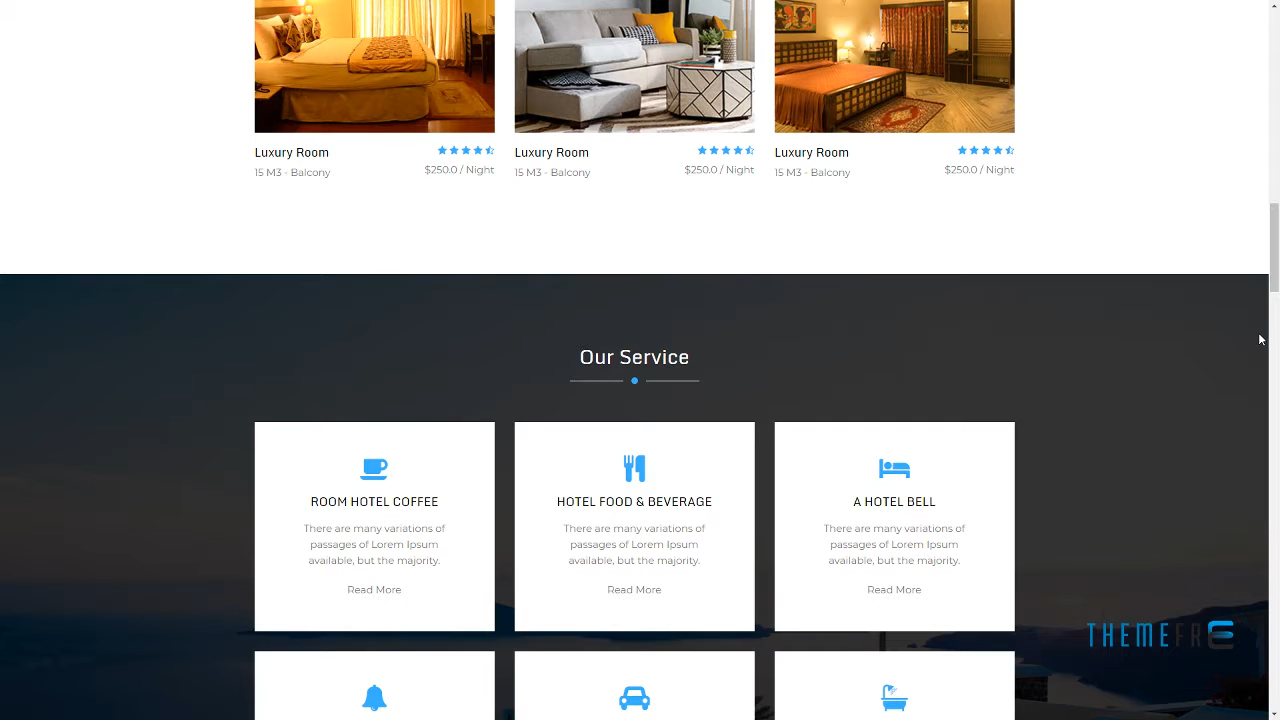 Luxury Room
15 M3 - Balcony
$250.0 / Night
Luxury Room
15 M3 - Balcony
$250.0 / Night
Luxury Room
15 M3 - Balcony
$250.0 / Night
Our Service
ROOM HOTEL COFFEE
There are many variations of
passages of Lorem Ipsum
available, but the majority.
Read More
HOTEL FOOD & BEVERAGE
There are many variations of
passages of Lorem Ipsum
available, but the majority.
Read More
A HOTEL BELL
There are many variations of
passages of Lorem Ipsum
available, but the majority.
Read More
THEMEFRE